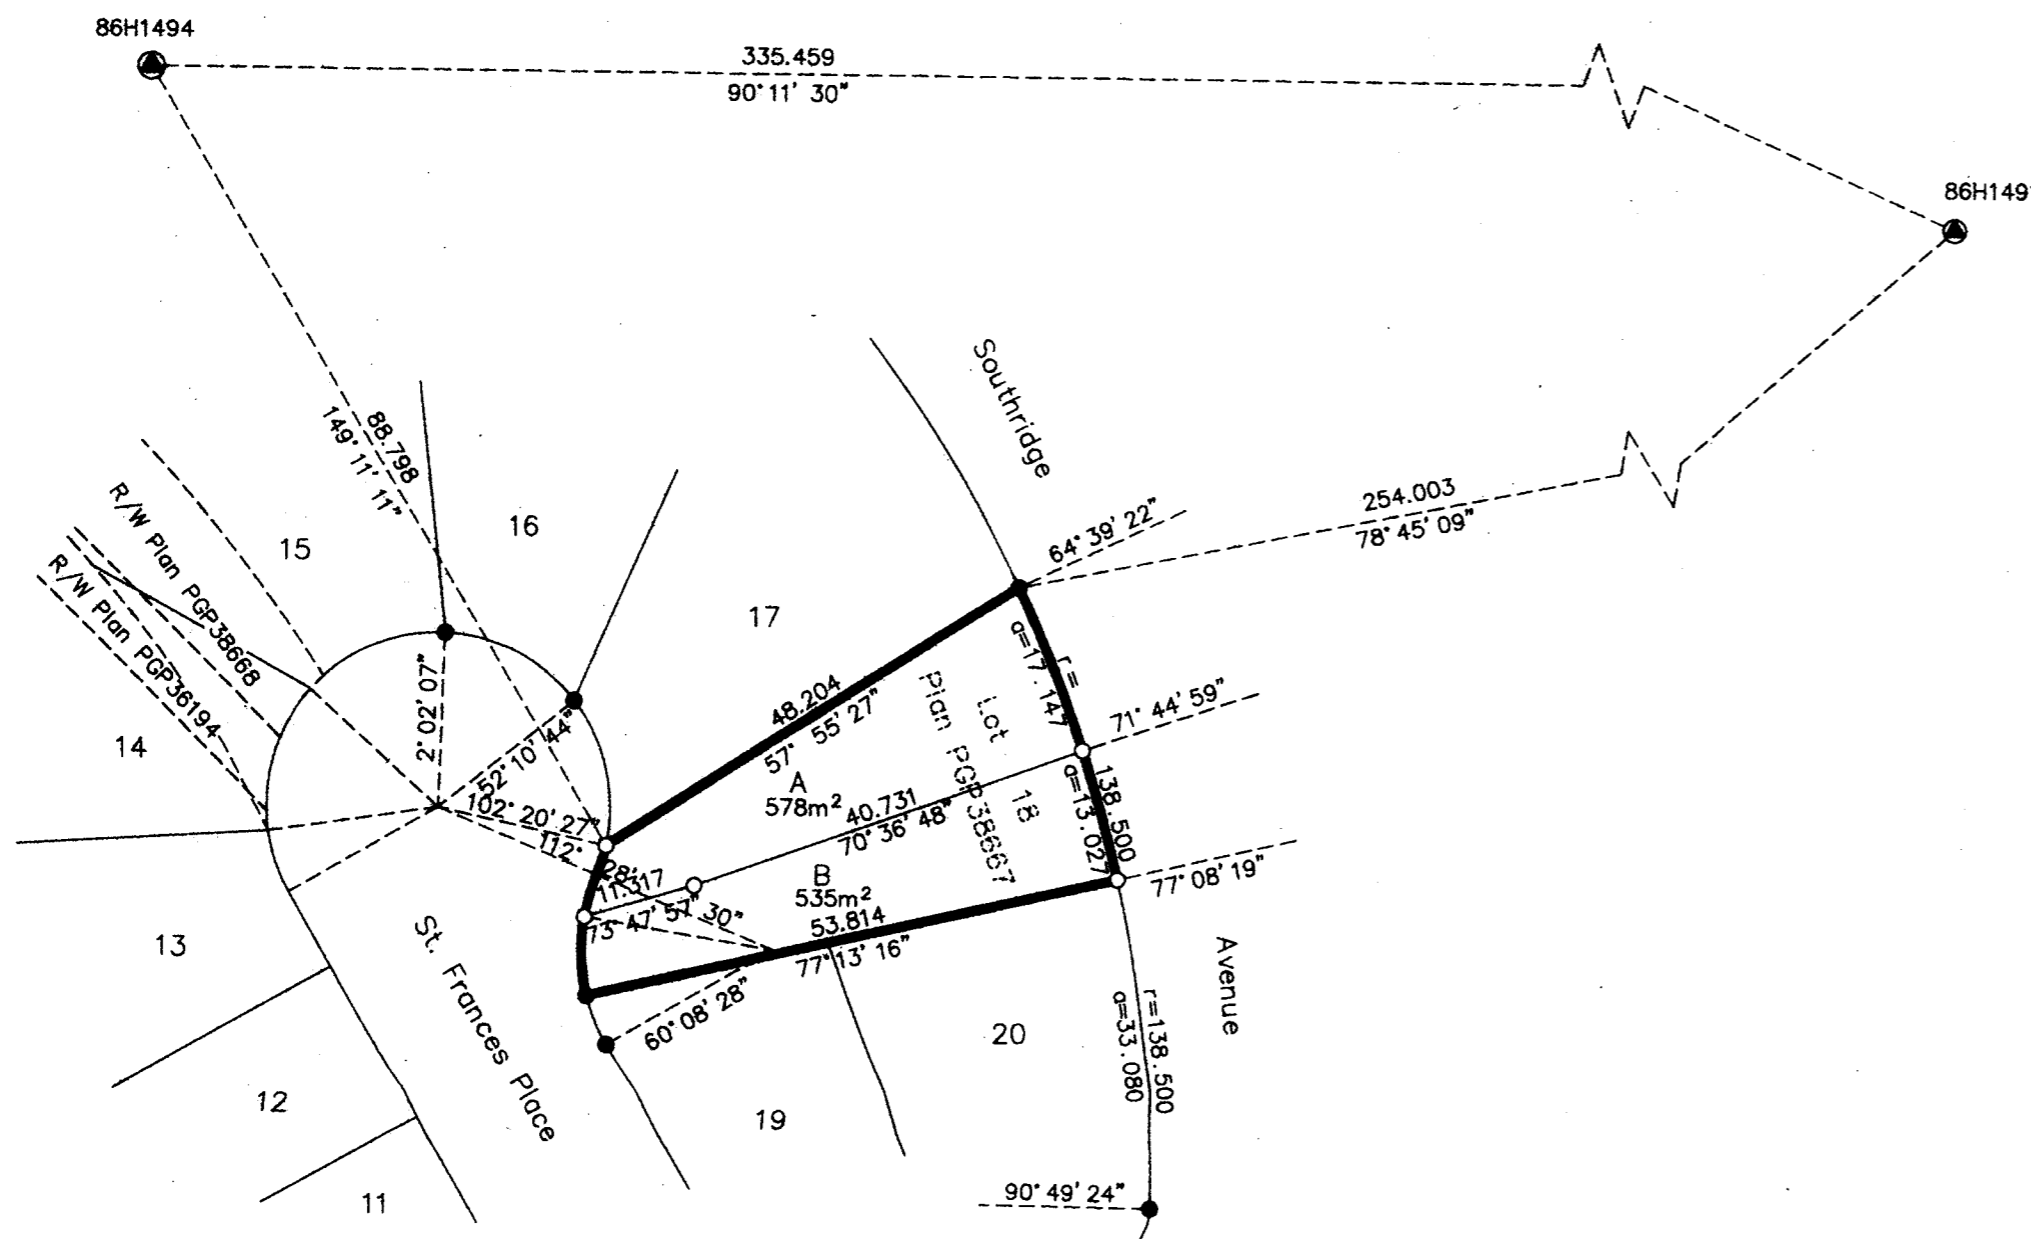 86H1494
335.459
90° 11' 30"
86H149
88.798
149° 11' 11"
Southridge
R/W Plan PGP38668
R/W Plan PGP36194
15
16
17
14
13
12
11
254.003
78° 45' 09"
64° 39' 22"
2° 02' 07"
52° 10' 44"
102° 20' 27"
112° 28' 30"
48.204
57° 55' 27"
A
578m²
40.731
70° 36' 48"
Lot 18
Plan PGP38667
a=17.147
r=
138.500
a=13.027
71° 44' 59"
77° 08' 19"
11.317
73° 47' 57"
B
535m²
53.814
77° 13' 16"
60° 08' 28"
St. Frances Place
Avenue
r=138.500
a=33.080
20
19
90° 49' 24"